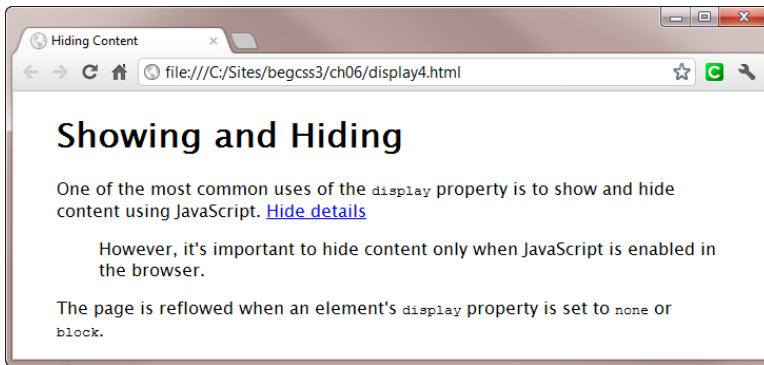 Hiding Content
file:///C:/Sites/begcss3/ch06/display4.html
Showing and Hiding
One of the most common uses of the display property is to show and hide
content using JavaScript. Hide details
However, it's important to hide content only when JavaScript is enabled in
the browser.
The page is reflowed when an element's display property is set to none or
block.